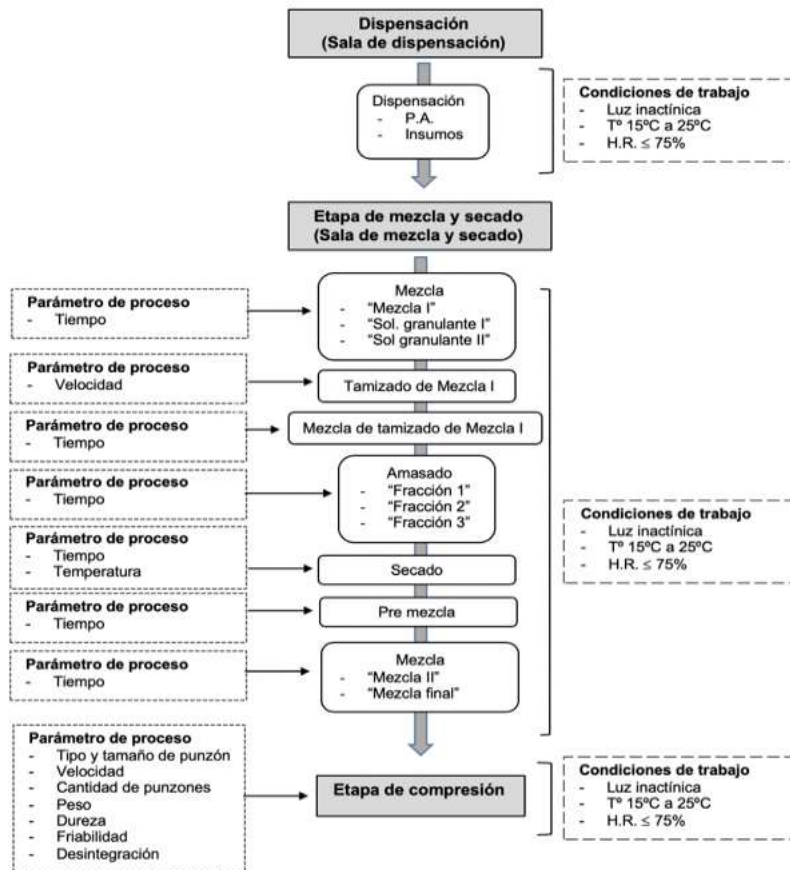 Dispensación
(Sala de dispensación)
Dispensación
- P.A.
- Insumos
Condiciones de trabajo
- Luz inactínica
- Tº 15ºC a 25ºC
- H.R. ≤ 75%
Etapa de mezcla y secado
(Sala de mezcla y secado)
Parámetro de proceso
- Tiempo
Mezcla
- “Mezcla I”
- “Sol. granulante I”
- “Sol granulante II”
Parámetro de proceso
- Velocidad
Tamizado de Mezcla I
Parámetro de proceso
- Tiempo
Mezcla de tamizado de Mezcla I
Parámetro de proceso
- Tiempo
Amasado
- “Fracción 1”
- “Fracción 2”
- “Fracción 3”
Condiciones de trabajo
- Luz inactínica
- Tº 15ºC a 25ºC
- H.R. ≤ 75%
Parámetro de proceso
- Tiempo
- Temperatura
Secado
Parámetro de proceso
- Tiempo
Pre mezcla
Parámetro de proceso
- Tiempo
Mezcla
- “Mezcla II”
- “Mezcla final”
Parámetro de proceso
- Tipo y tamaño de punzón
- Velocidad
- Cantidad de punzones
- Peso
- Dureza
- Friabilidad
- Desintegración
Etapa de compresión
Condiciones de trabajo
- Luz inactínica
- Tº 15ºC a 25ºC
- H.R. ≤ 75%